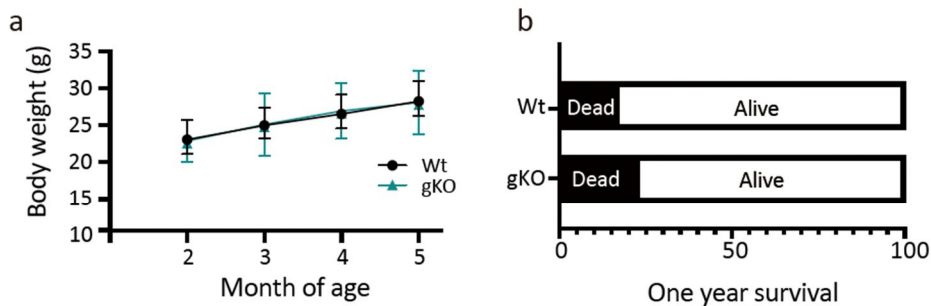 a
Body weight (g)
35
30
25
20
15
10
Wt
gKO
2 3 4 5
Month of age
b
Wt Dead Alive
gKO Dead Alive
0 50 100
One year survival